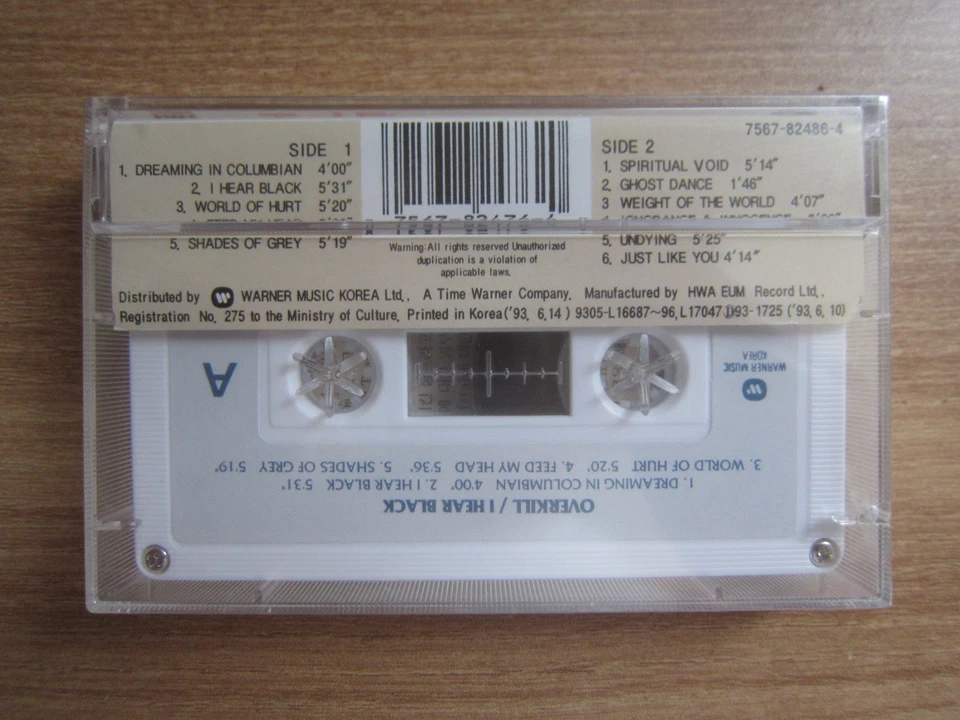 7567-82486-4
SIDE 1
1. DREAMING IN COLUMBIAN 4'00"
2. I HEAR BLACK 5'31"
3. WORLD OF HURT 5'20"
5. SHADES OF GREY 5'19"
SIDE 2
1. SPIRITUAL VOID 5'14"
2. GHOST DANCE 1'46"
3 WEIGHT OF THE WORLD 4'07"
5. UNDYING 5'25"
6. JUST LIKE YOU 4'14"
Warning:All rights reserved Unauthorized
duplication is a violation of
applicable laws.
Distributed by WARNER MUSIC KOREA Ltd., A Time Warner Company. Manufactured by HWA EUM Record Ltd.,
Registration No. 275 to the Ministry of Culture. Printed in Korea('93. 6.14) 9305-L16687~96,L17047,D93-1725 ('93. 6. 10)
A
WARNER MUSIC
KOREA
OVERKILL / I HEAR BLACK
1. DREAMING IN COLUMBIAN 4'00" 2. I HEAR BLACK 5'31"
3. WORLD OF HURT 5'20" 4. FEED MY HEAD 5'36" 5. SHADES OF GREY 5'19"